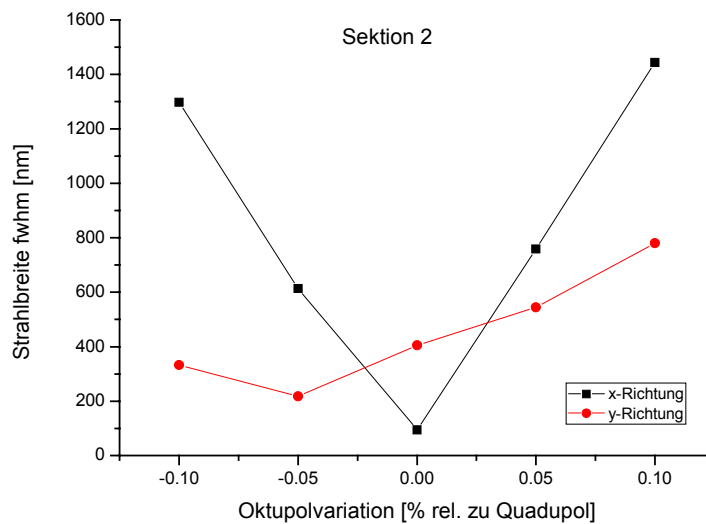 Sektion 2
Strahlbreite fwhm [nm]
1600
1400
1200
1000
800
600
400
200
0
-0.10 -0.05 0.00 0.05 0.10
Oktupolvariation [% rel. zu Quadupol]
x-Richtung
y-Richtung